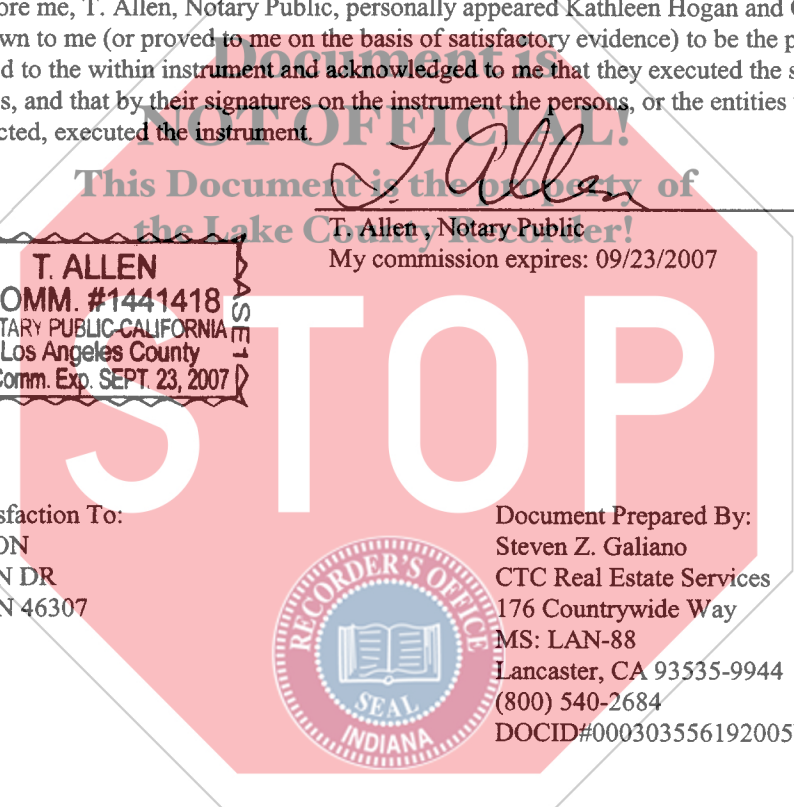 ore me, T. Allen, Notary Public, personally appeared Kathleen Hogan and
wn to me (or proved to me on the basis of satisfactory evidence) to be the p
d to the within instrument and acknowledged to me that they executed the s
s, and that by their signatures on the instrument the persons, or the entities
cted, executed the instrument.
Document is
NOT OFFICIAL!
This Document is the property of
the Lake County Recorder!
T. Allen
T. Allen , Notary Public
My commission expires: 09/23/2007
T. ALLEN
OMM. #1441418
TARY PUBLIC-CALIFORNIA
Los Angeles County
Comm. Exp. SEPT. 23, 2007
ASE1
STOP
sfaction To:
ON
N DR
N 46307
Document Prepared By:
Steven Z. Galiano
CTC Real Estate Services
176 Countrywide Way
MS: LAN-88
Lancaster, CA 93535-9944
(800) 540-2684
DOCID#000303556192005
RECORDER'S OFFICE
SEAL
INDIANA